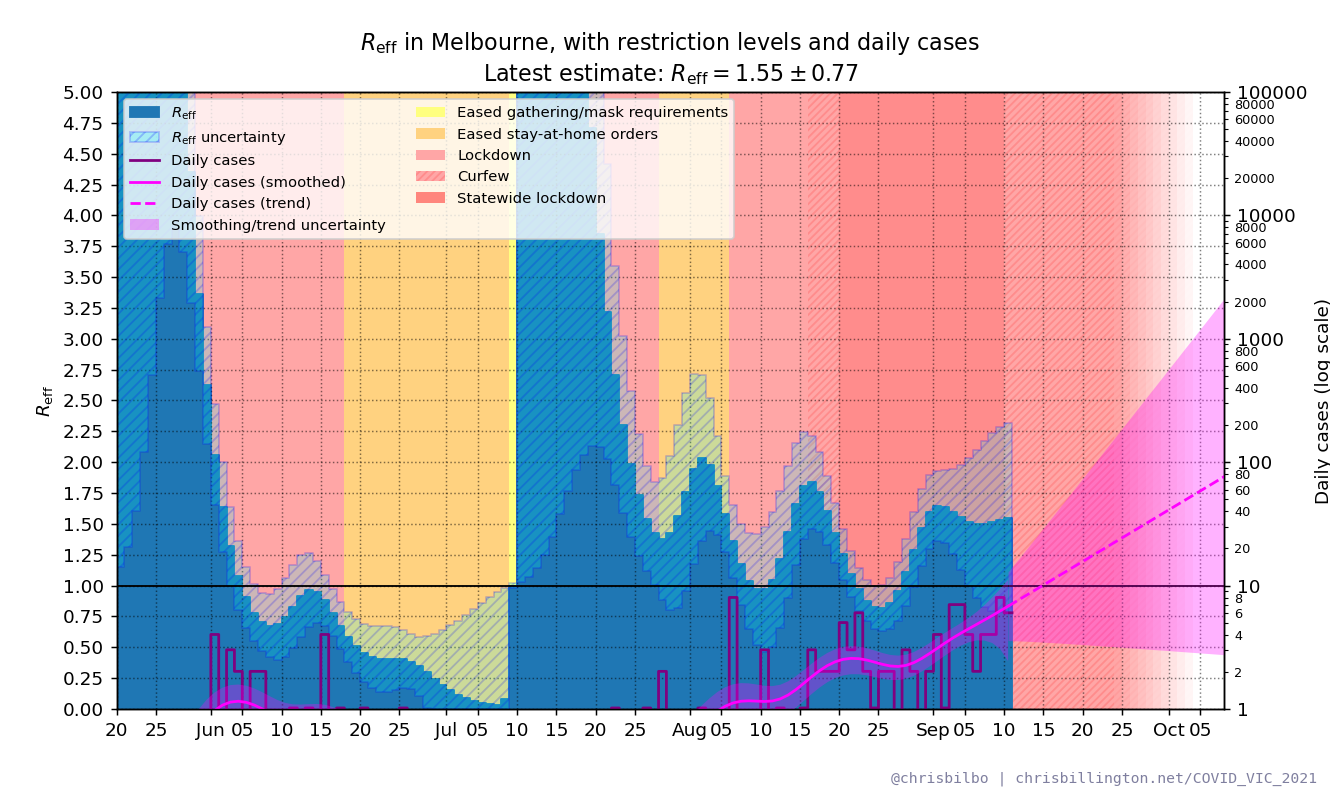 R_eff in Melbourne, with restriction levels and daily cases
Latest estimate: R_eff = 1.55 ± 0.77
R_eff
R_eff uncertainty
Daily cases
Daily cases (smoothed)
Daily cases (trend)
Smoothing/trend uncertainty
Eased gathering/mask requirements
Eased stay-at-home orders
Lockdown
Curfew
Statewide lockdown
R_eff
5.00
4.75
4.50
4.25
4.00
3.75
3.50
3.25
3.00
2.75
2.50
2.25
2.00
1.75
1.50
1.25
1.00
0.75
0.50
0.25
0.00
100000
80000
60000
40000
20000
10000
8000
6000
4000
2000
1000
800
600
400
200
100
80
60
40
20
10
8
6
4
2
1
Daily cases (log scale)
20 25 Jun 05 10 15 20 25 Jul 05 10 15 20 25 Aug 05 10 15 20 25 Sep 05 10 15 20 25 Oct 05
@chrisbilbo | chrisbillington.net/COVID_VIC_2021